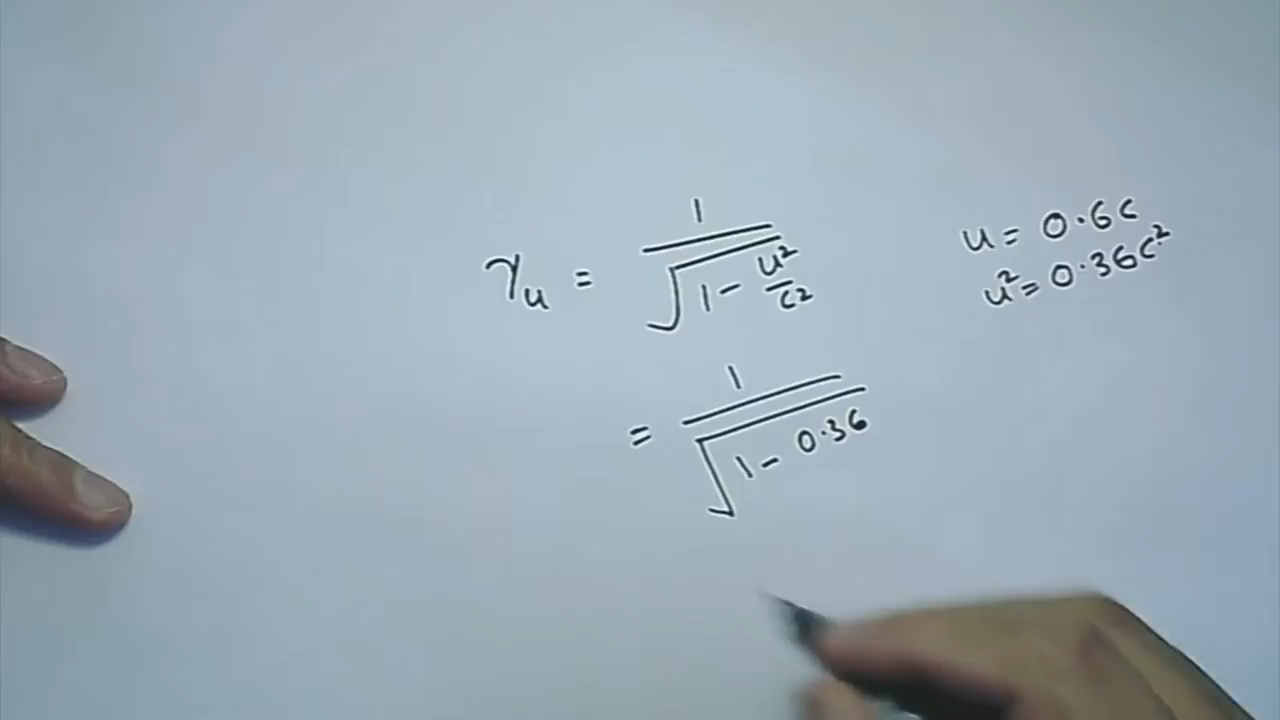 γᵤ = 1/√(1 - u²/c²)
u = 0.6c
u² = 0.36c²
= 1/√(1 - 0.36)